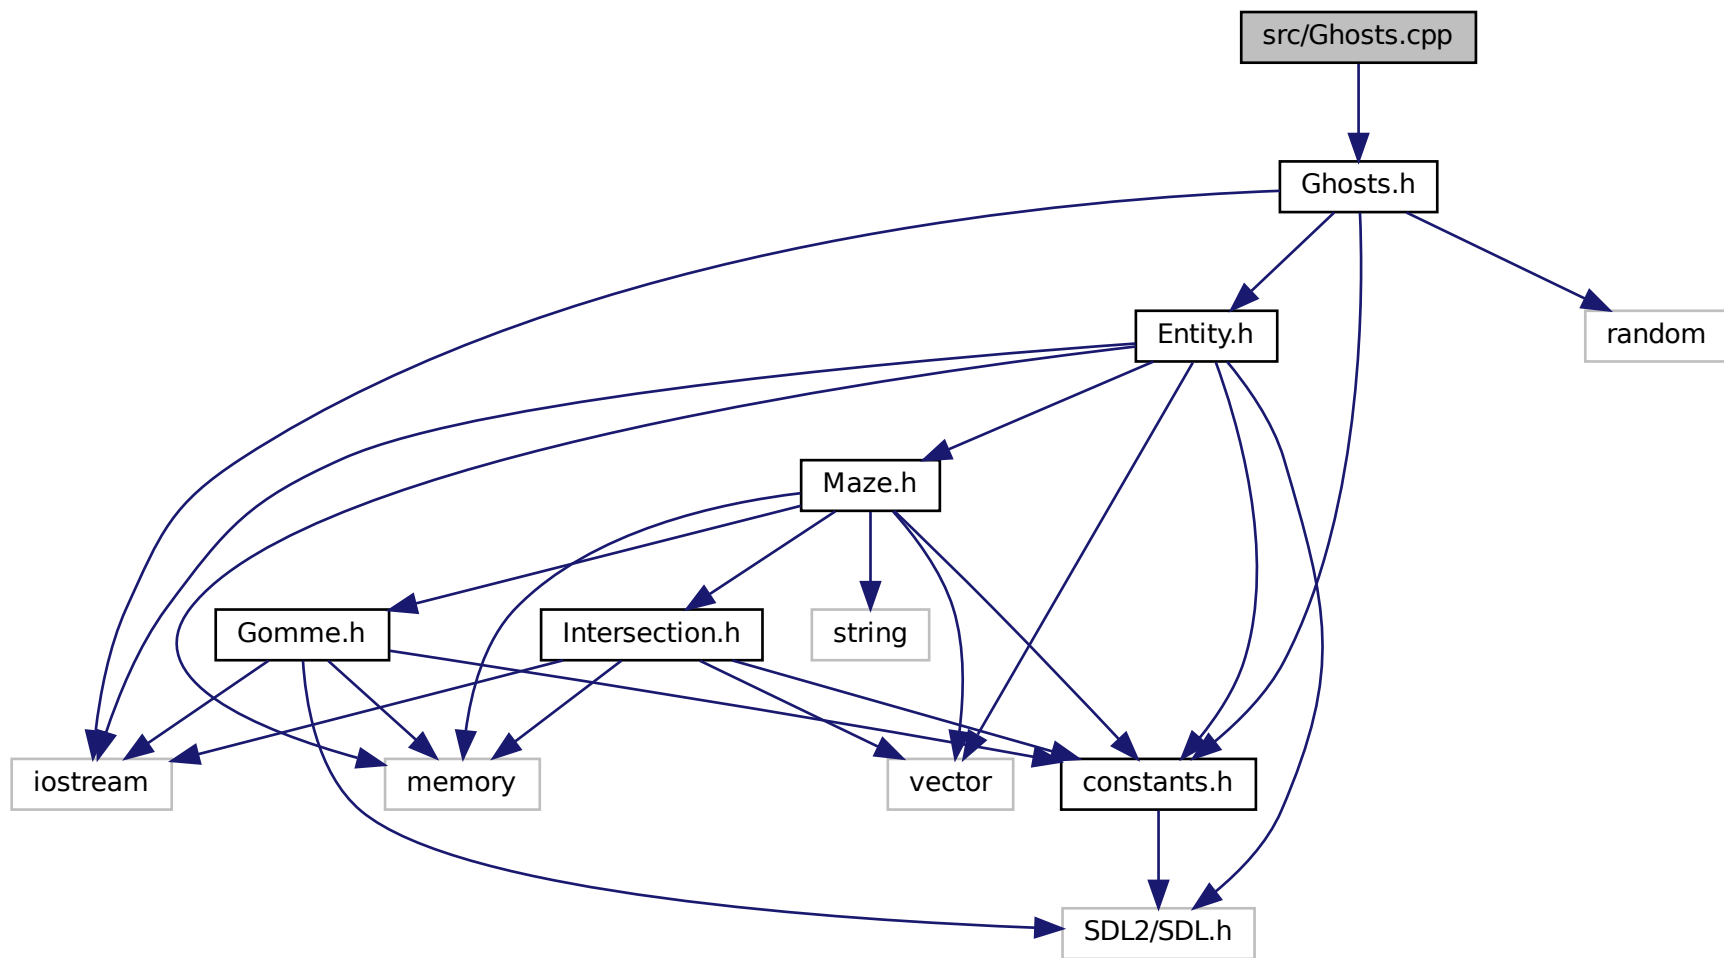 src/Ghosts.cpp
Ghosts.h
Entity.h
random
Maze.h
Gomme.h
Intersection.h
string
iostream
memory
vector
constants.h
SDL2/SDL.h